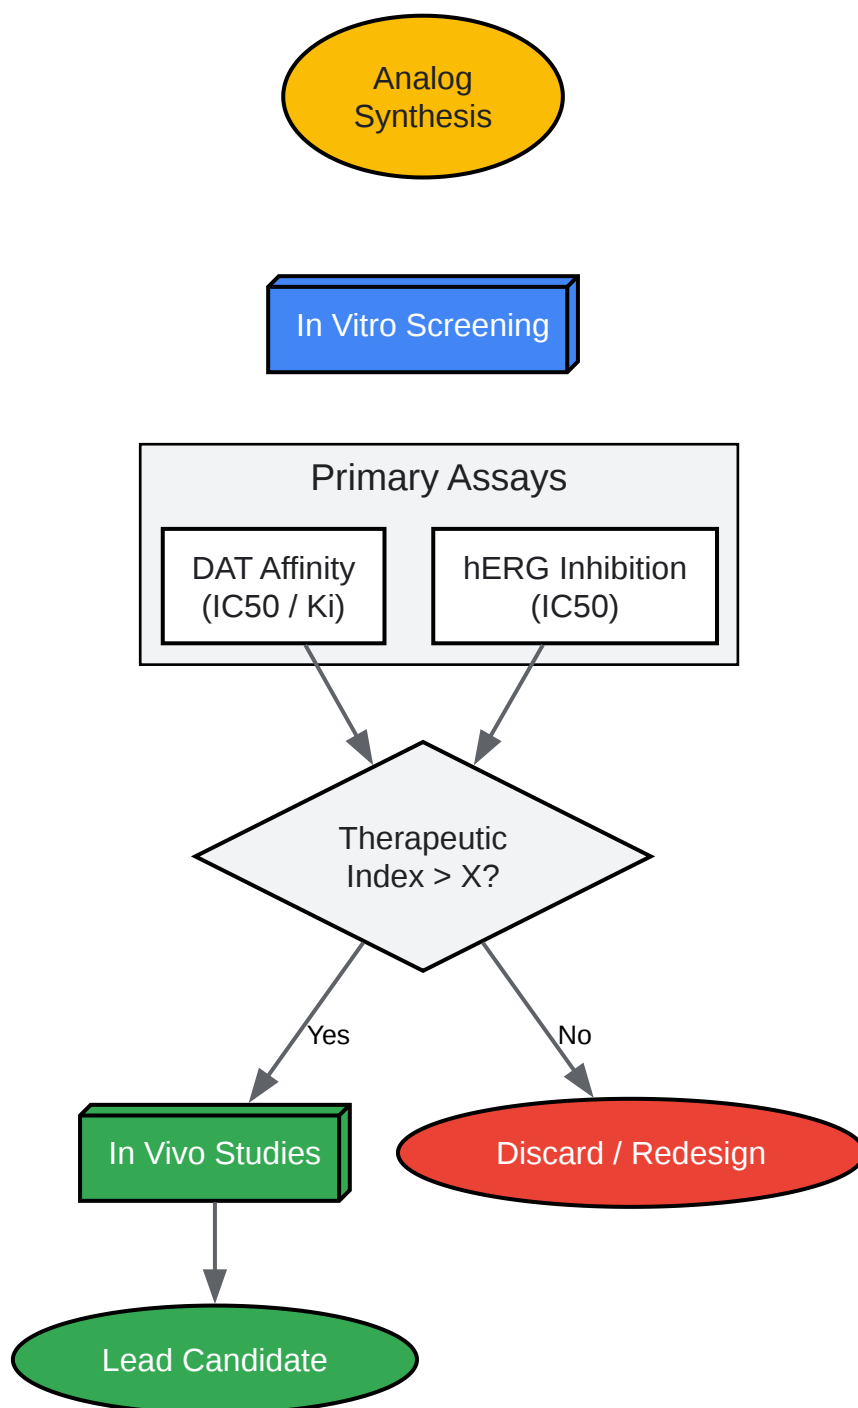 Analog
Synthesis
In Vitro Screening
Primary Assays
DAT Affinity
(IC50 / Ki)
hERG Inhibition
(IC50)
Therapeutic
Index > X?
Yes
No
In Vivo Studies
Discard / Redesign
Lead Candidate